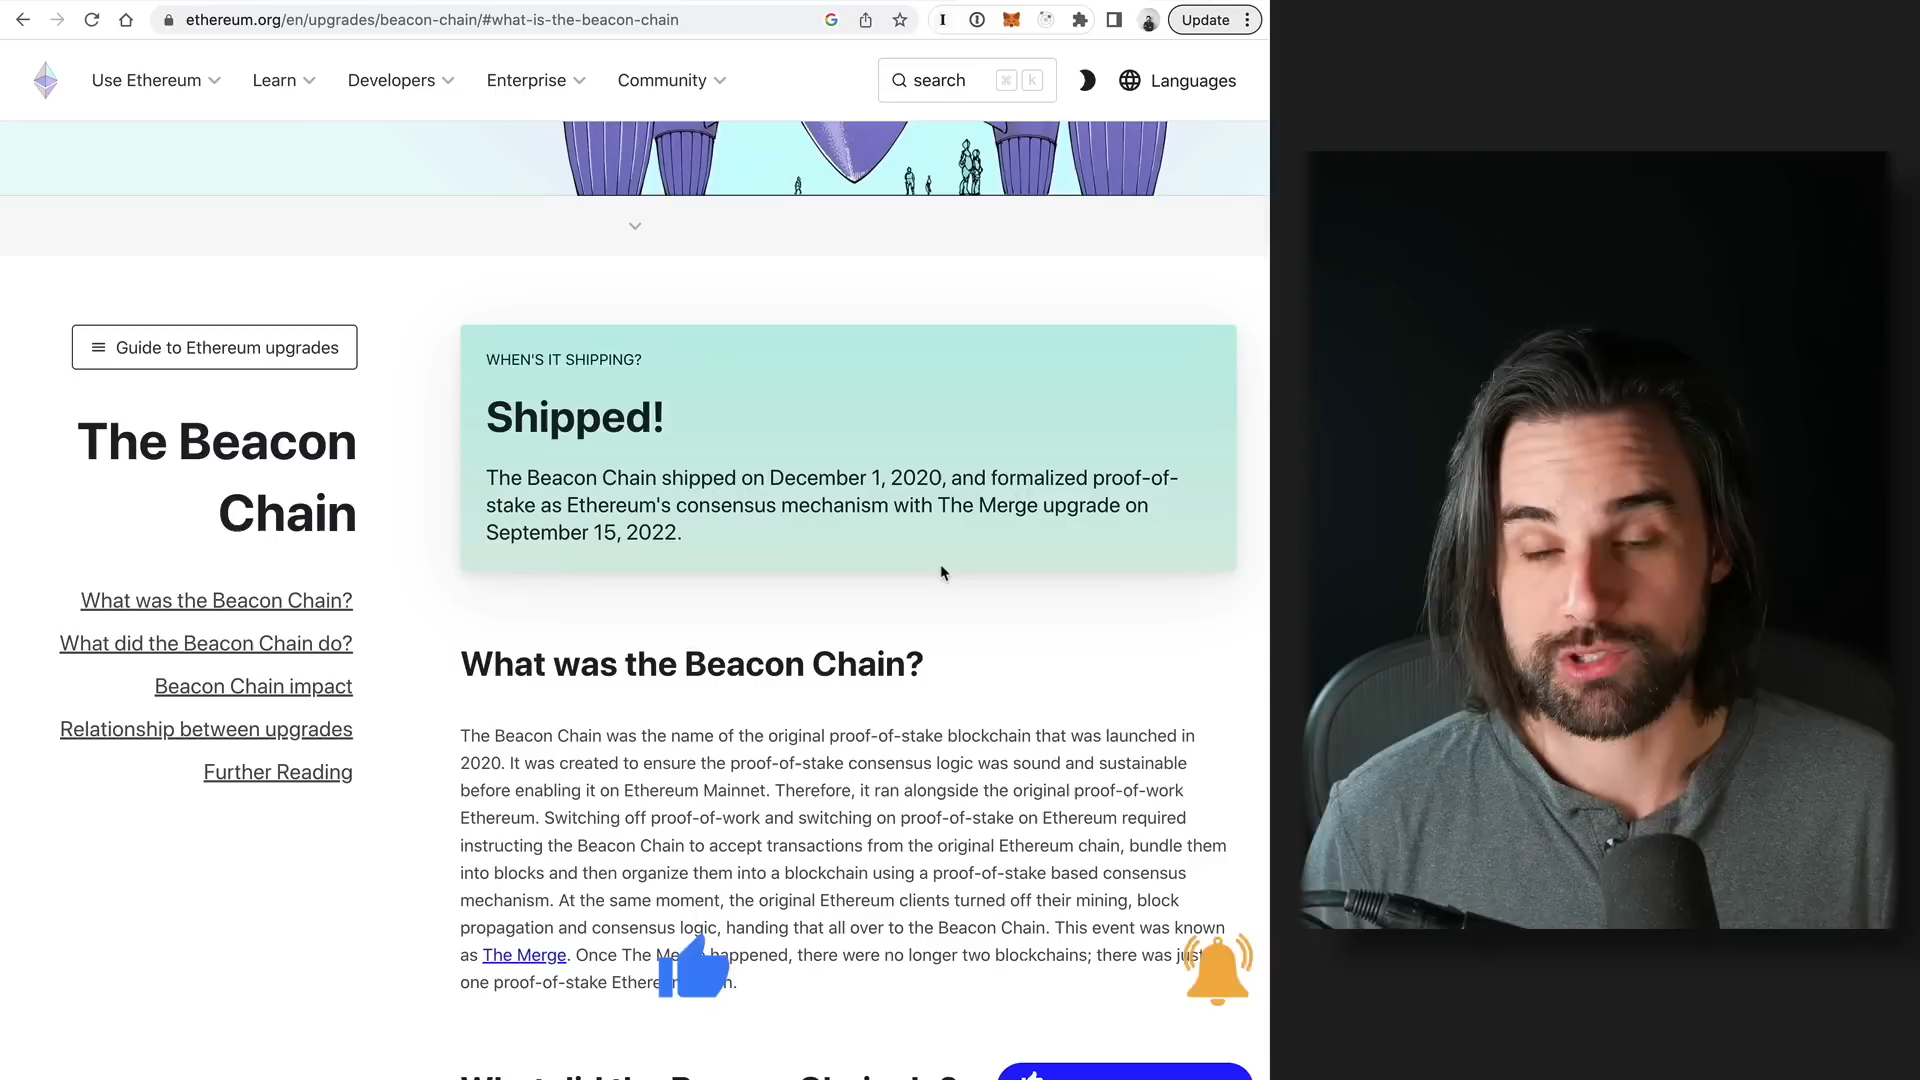 ethereum.org/en/upgrades/beacon-chain/#what-is-the-beacon-chain
Update
Use Ethereum
Learn
Developers
Enterprise
Community
search
⌘ k
Languages
Guide to Ethereum upgrades
The Beacon
Chain
What was the Beacon Chain?
What did the Beacon Chain do?
Beacon Chain impact
Relationship between upgrades
Further Reading
WHEN'S IT SHIPPING?
Shipped!
The Beacon Chain shipped on December 1, 2020, and formalized proof-of-
stake as Ethereum's consensus mechanism with The Merge upgrade on
September 15, 2022.
What was the Beacon Chain?
The Beacon Chain was the name of the original proof-of-stake blockchain that was launched in
2020. It was created to ensure the proof-of-stake consensus logic was sound and sustainable
before enabling it on Ethereum Mainnet. Therefore, it ran alongside the original proof-of-work
Ethereum. Switching off proof-of-work and switching on proof-of-stake on Ethereum required
instructing the Beacon Chain to accept transactions from the original Ethereum chain, bundle them
into blocks and then organize them into a blockchain using a proof-of-stake based consensus
mechanism. At the same moment, the original Ethereum clients turned off their mining, block
propagation and consensus logic, handing that all over to the Beacon Chain. This event was known
as The Merge. Once The happened, there were no longer two blockchains; there was
one proof-of-stake